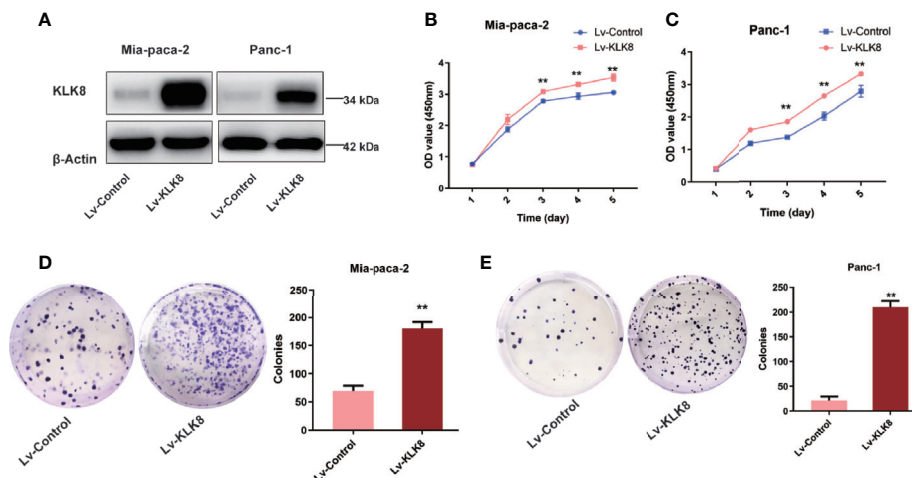 A
Mia-paca-2
Panc-1
KLK8
34 kDa
β-Actin
42 kDa
Lv-Control
Lv-KLK8
Lv-Control
Lv-KLK8
B
Mia-paca-2
Lv-Control
Lv-KLK8
OD value (450nm)
4
3
2
1
0
** ** **
1 2 3 4 5
Time (day)
C
Panc-1
Lv-Control
Lv-KLK8
OD value (450nm)
4
3
2
1
0
** ** **
1 2 3 4 5
Time (day)
D
Lv-Control
Lv-KLK8
Mia-paca-2
Colonies
250
200
150
100
50
0
**
Lv-Control
Lv-KLK8
E
Lv-Control
Lv-KLK8
Panc-1
Colonies
250
200
150
100
50
0
**
Lv-Control
Lv-KLK8